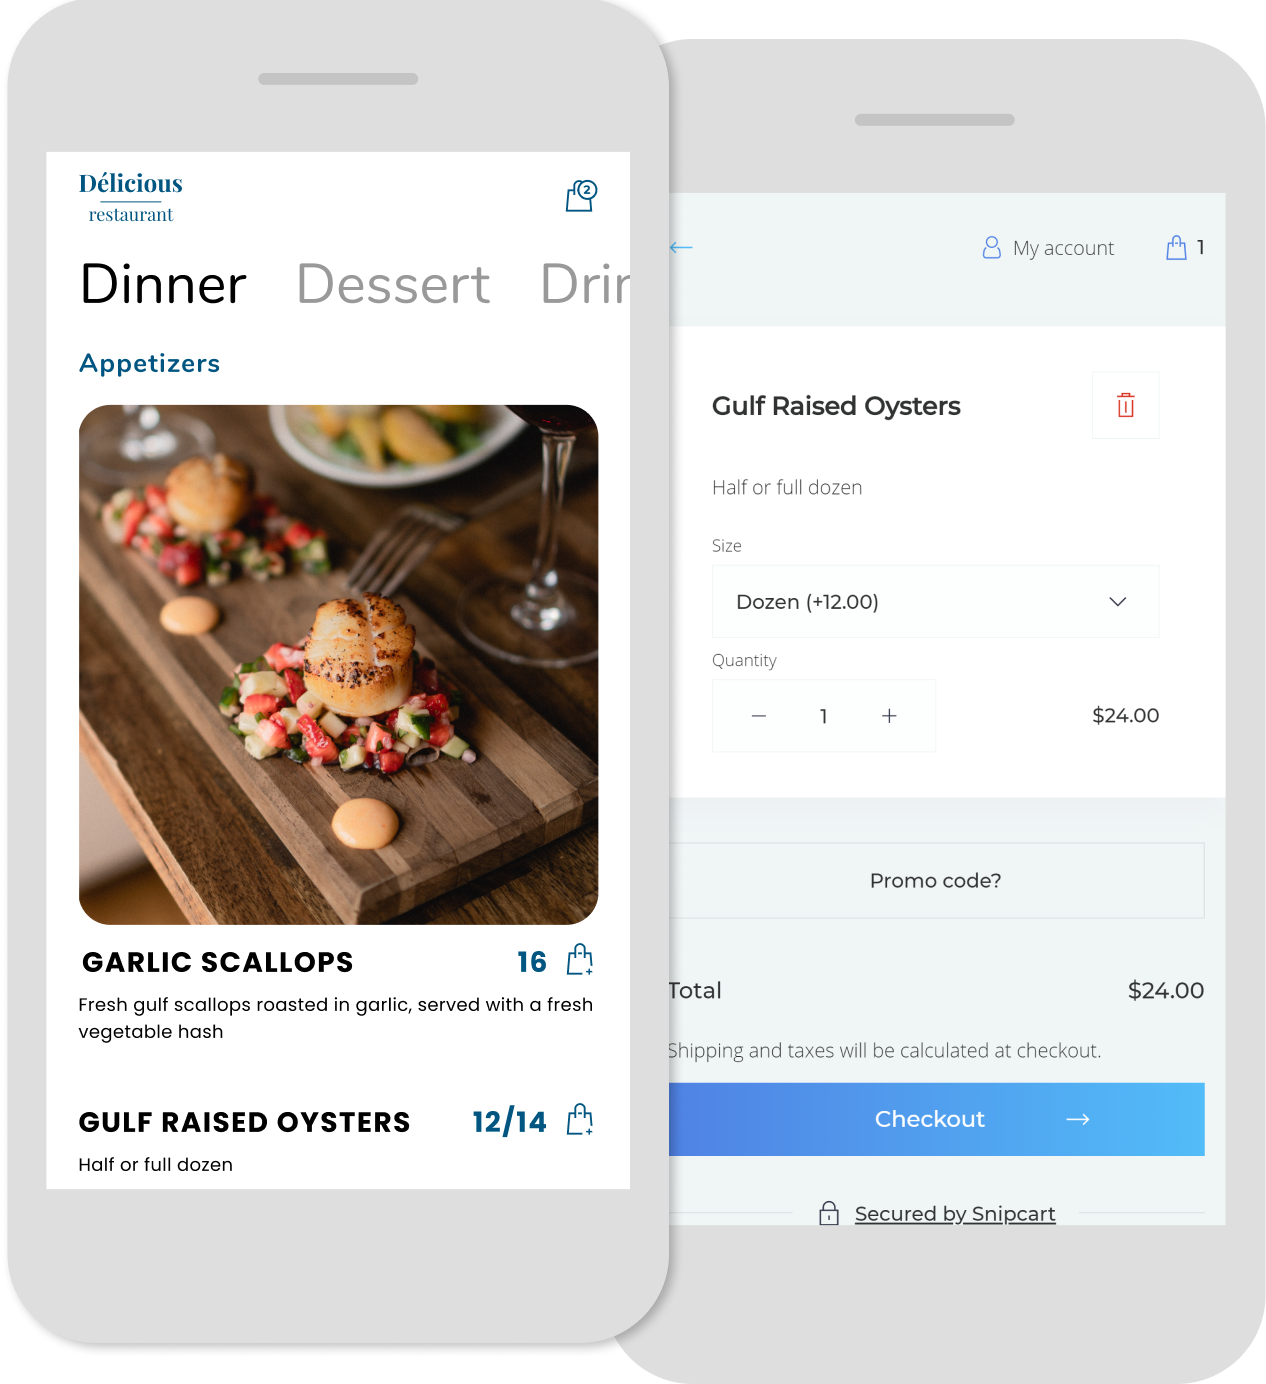 Délicious
restaurant
2
Dinner Dessert Drin
Appetizers
GARLIC SCALLOPS 16
Fresh gulf scallops roasted in garlic, served with a fresh
vegetable hash
GULF RAISED OYSTERS 12/14
Half or full dozen
My account 1
Gulf Raised Oysters
Half or full dozen
Size
Dozen (+12.00)
Quantity
1 $24.00
Promo code?
Total $24.00
Shipping and taxes will be calculated at checkout.
Checkout
Secured by Snipcart